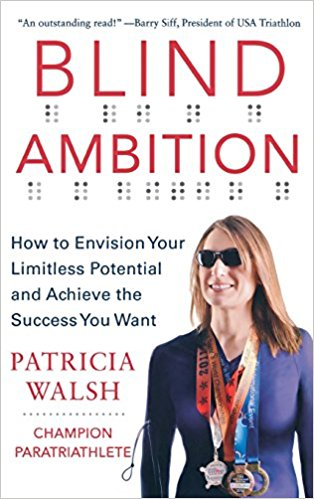 “An outstanding read!” —Barry Siff, President of USA Triathlon
BLIND
AMBITION
How to Envision Your
Limitless Potential
and Achieve the
Success You Want
PATRICIA
WALSH
CHAMPION
PARATRIATHLETE
2011